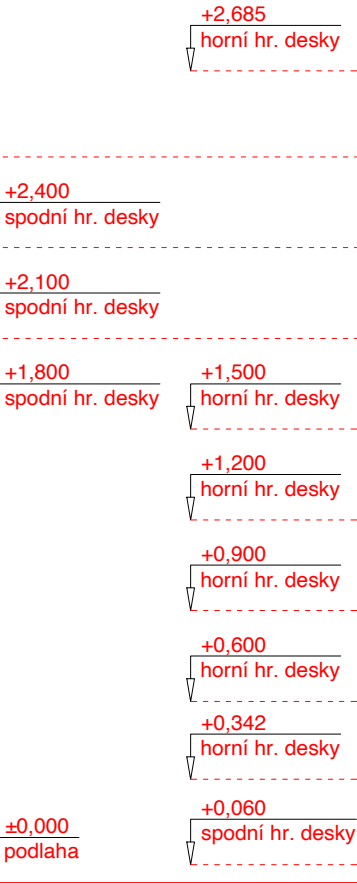 +2,685
horní hr. desky
+2,400
spodní hr. desky
+2,100
spodní hr. desky
+1,800
spodní hr. desky
+1,500
horní hr. desky
+1,200
horní hr. desky
+0,900
horní hr. desky
+0,600
horní hr. desky
+0,342
horní hr. desky
+0,060
spodní hr. desky
±0,000
podlaha